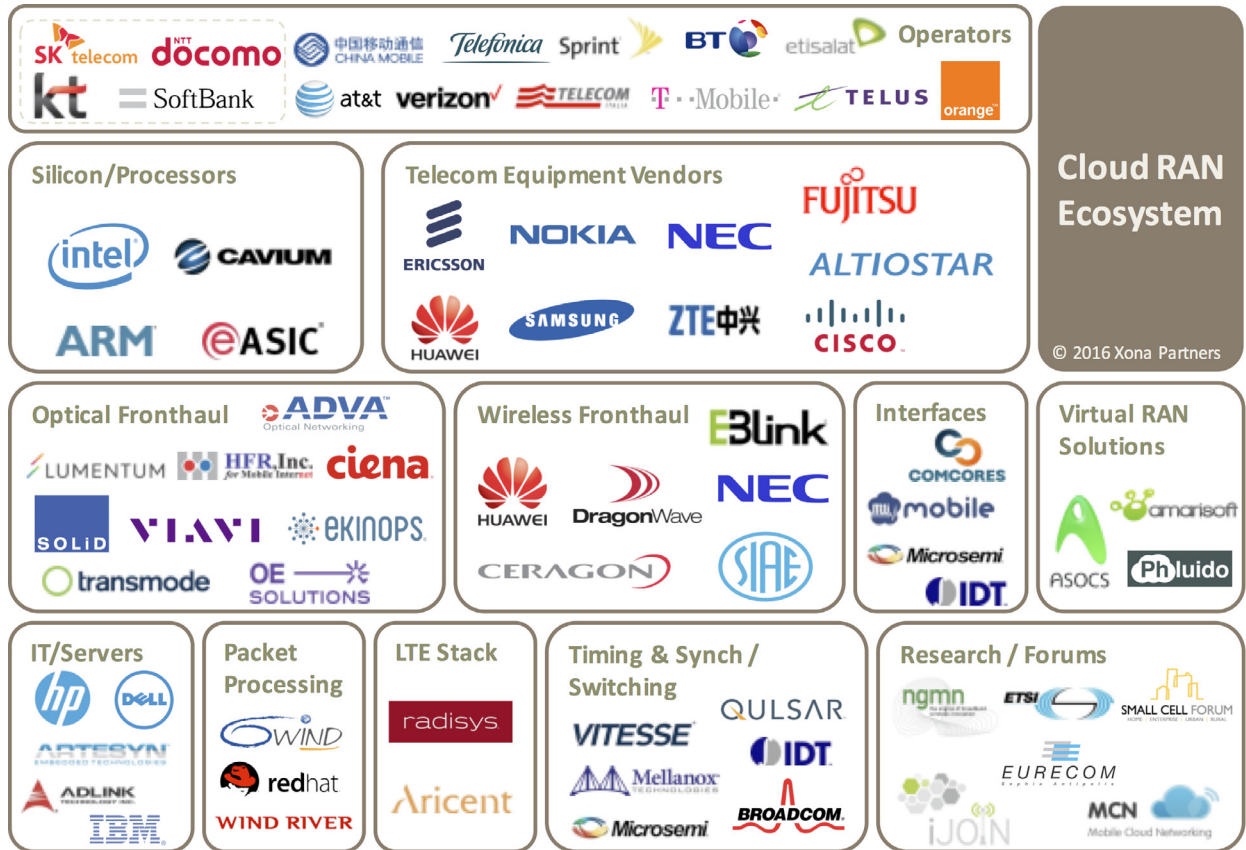 SK telecom
NTT
döcomo
中国移动通信
CHINA MOBILE
Telefónica
Sprint
BT
etisalat
Operators
kt
SoftBank
at&t
verizon
TELECOM
ITALIA
T··Mobile·
TELUS
orange™
Cloud RAN
Ecosystem
© 2016 Xona Partners
Silicon/Processors
intel
CAVIUM
ARM
eASIC
Telecom Equipment Vendors
ERICSSON
NOKIA
NEC
FUJITSU
ALTIOSTAR
HUAWEI
SAMSUNG
ZTE中兴
CISCO
Optical Fronthaul
ADVA™
Optical Networking
LUMENTUM
HFR,Inc.
for Mobile Internet
ciena
SOLiD
VIAVI
EKINOPS
transmode
OE
SOLUTIONS
Wireless Fronthaul
EBlink
HUAWEI
DragonWave
NEC
CERAGON
SIAE
Interfaces
COMCORES
mobile
Microsemi
IDT
Virtual RAN
Solutions
ASOCS
amarisoft
Phluido
IT/Servers
hp
DELL
ARTESYN
EMBEDDED TECHNOLOGIES
ADLINK
TECHNOLOGY INC.
IBM
Packet
Processing
6WIND
redhat
WIND RIVER
LTE Stack
radisys
Aricent
Timing & Synch /
Switching
QULSAR
VITESSE
IDT
Mellanox
TECHNOLOGIES
Microsemi
BROADCOM
Research / Forums
ngmn
ETSI
SMALL CELL FORUM
HOME | ENTERPRISE | URBAN | RURAL
EURECOM
Sophia Antipolis
iJOIN
MCN
Mobile Cloud Networking